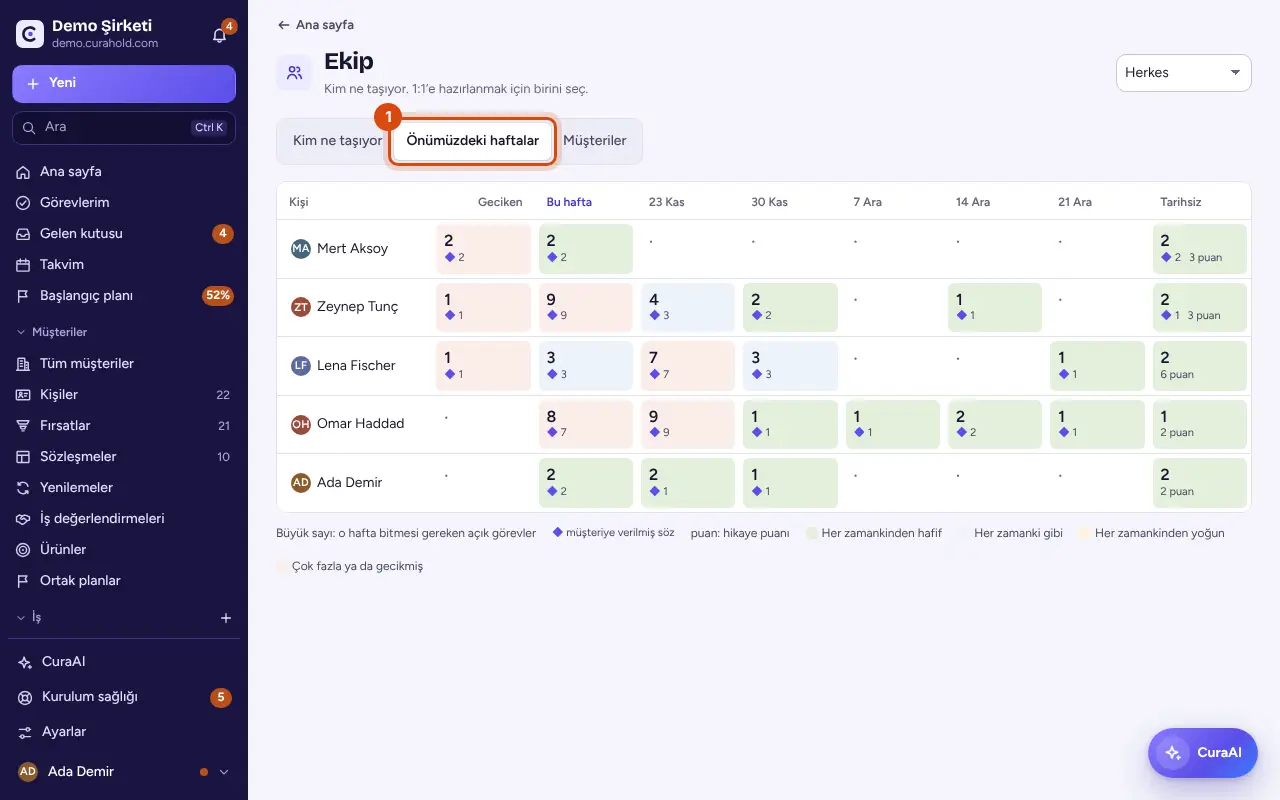 Demo Şirketi
demo.curahold.com
4
Yeni
Ara
Ctrl K
Ana sayfa
Görevlerim
Gelen kutusu 4
Takvim
Başlangıç planı 52%
Müşteriler
Tüm müşteriler
Kişiler 22
Fırsatlar 21
Sözleşmeler 10
Yenilemeler
İş değerlendirmeleri
Ürünler
Ortak planlar
İş
CuraAI
Kurulum sağlığı 5
Ayarlar
AD Ada Demir
Ana sayfa
Ekip
Kim ne taşıyor. 1:1'e hazırlanmak için birini seç.
Herkes
1
Kim ne taşıyor Önümüzdeki haftalar Müşteriler
Kişi Geciken Bu hafta 23 Kas 30 Kas 7 Ara 14 Ara 21 Ara Tarihsiz
MA Mert Aksoy 2 2 · · · · · 2
2 2 2 3 puan
ZT Zeynep Tunç 1 9 4 2 · 1 · 2
1 9 3 2 1 1 3 puan
LF Lena Fischer 1 3 7 3 · · 1 2
1 3 7 3 1 6 puan
OH Omar Haddad · 8 9 1 1 2 1 1
7 9 1 1 2 1 2 puan
AD Ada Demir · 2 2 1 · · · 2
2 1 1 2 puan
Büyük sayı: o hafta bitmesi gereken açık görevler müşteriye verilmiş söz puan: hikaye puanı Her zamankinden hafif Her zamanki gibi Her zamankinden yoğun
Çok fazla ya da gecikmiş
CuraAI